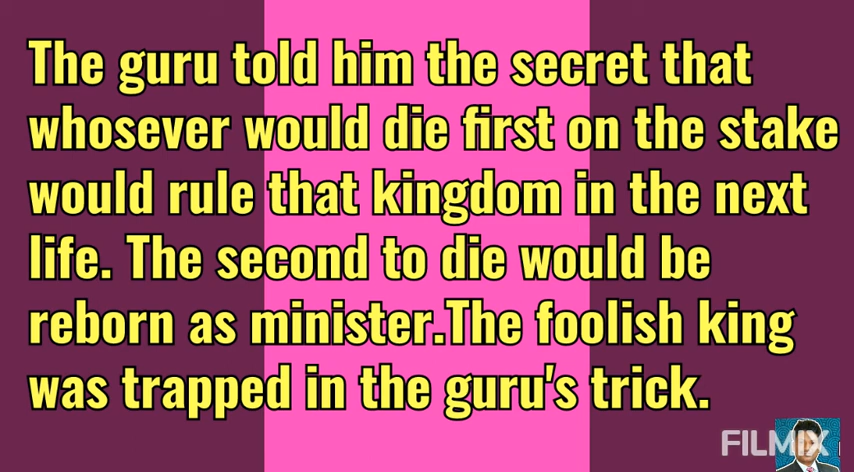 The guru told him the secret that
whosever would die first on the stake
would rule that kingdom in the next
life. The second to die would be
reborn as minister.The foolish king
was trapped in the guru's trick.
FILMIX